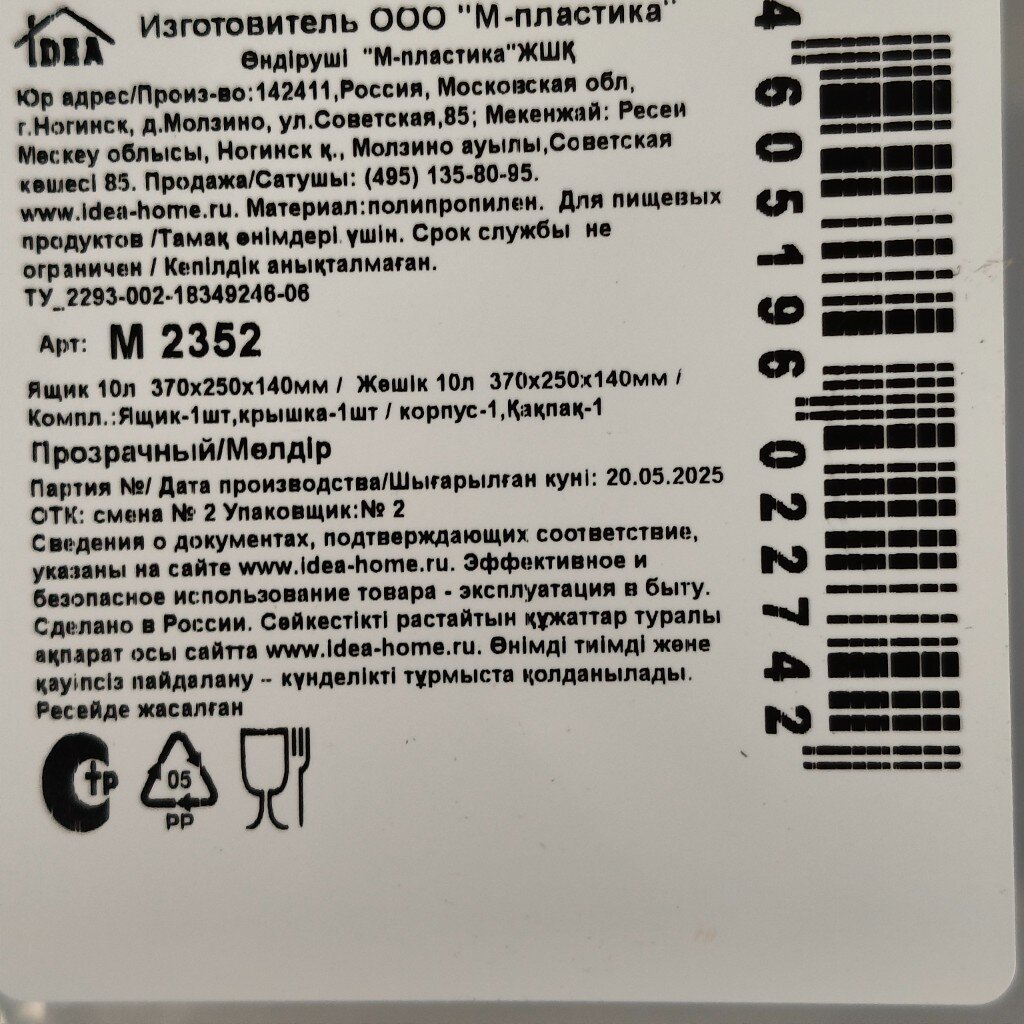 IDEA
Изготовитель ООО "М-пластика"
Өндіруші "М-пластика"ЖШҚ
Юр адрес/Произ-во:142411,Россия, Московская обл,
г.Ногинск, д.Молзино, ул.Советская,85; Мекенжай: Ресей
Мәскеу облысы, Ногинск қ., Молзино ауылы,Советская
көшесі 85. Продажа/Сатушы: (495) 135-80-95.
www.idea-home.ru. Материал:полипропилен. Для пищевых
продуктов /Тамақ өнімдері үшін. Срок службы не
ограничен / Кепілдік анықталмаған.
ТУ_2293-002-18349246-06
Арт: М 2352
Ящик 10л 370х250х140мм / Жәшік 10л 370х250х140мм /
Компл.:Ящик-1шт,крышка-1шт / корпус-1,Қақпақ-1
Прозрачный/Мөлдір
Партия №/ Дата производства/Шығарылған куні: 20.05.2025
ОТК: смена № 2 Упаковщик:№ 2
Сведения о документах, подтверждающих соответствие,
указаны на сайте www.idea-home.ru. Эффективное и
безопасное использование товара - эксплуатация в быту.
Сделано в России. Сәйкестікті растайтын құжаттар туралы
ақпарат осы сайтта www.idea-home.ru. Өнімді тиімді және
қауіпсіз пайдалану - күнделікті тұрмыста қолданылады.
Ресейде жасалған
СТР
05
PP
4 605196 022742